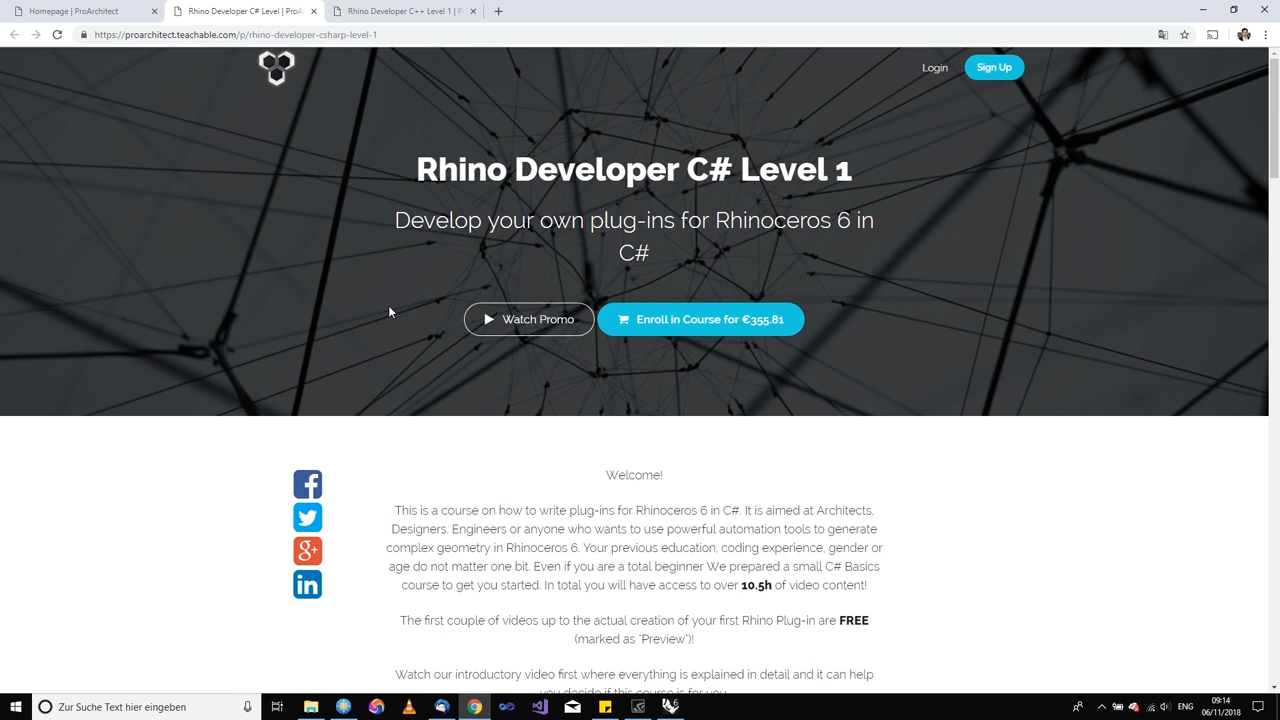 Homepage | ProArchitect
Rhino Developer C# Level | ProA
Rhino Developer C++ Level 1 | P
https://proarchitect.teachable.com/p/rhino-developer-csharp-level-1
Login
Sign Up
Rhino Developer C# Level 1
Develop your own plug-ins for Rhinoceros 6 in
C#
Watch Promo
Enroll in Course for €355.81
Welcome!
This is a course on how to write plug-ins for Rhinoceros 6 in C#. It is aimed at Architects,
Designers, Engineers or anyone who wants to use powerful automation tools to generate
complex geometry in Rhinoceros 6. Your previous education, coding experience, gender or
age do not matter one bit. Even if you are a total beginner We prepared a small C# Basics
course to get you started. In total you will have access to over 10.5h of video content!
The first couple of videos up to the actual creation of your first Rhino Plug-in are FREE
(marked as "Preview")!
Watch our introductory video first where everything is explained in detail and it can help
you decide if this course is for you.
Zur Suche Text hier eingeben
ENG
09:14
06/11/2018